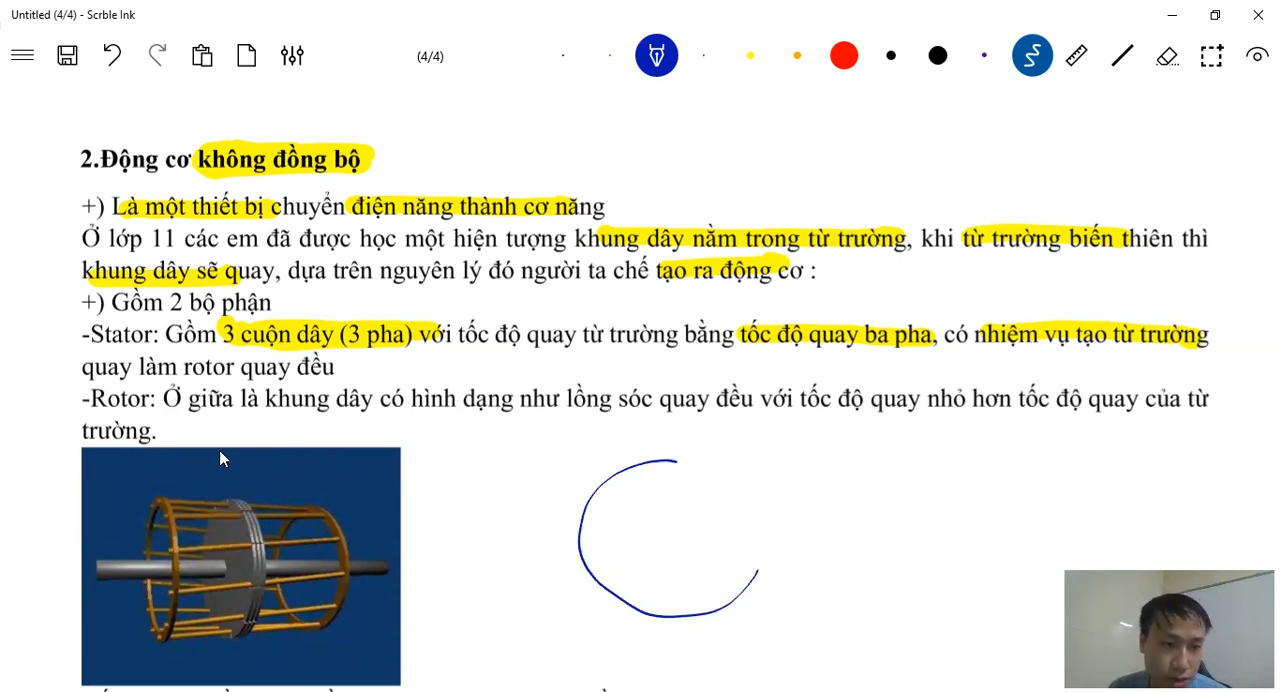 Untitled (4/4) - Scrble Ink
(4/4)
2.Động cơ không đồng bộ
+) Là một thiết bị chuyển điện năng thành cơ năng
Ở lớp 11 các em đã được học một hiện tượng khung dây nằm trong từ trường, khi từ trường biến thiên thì
khung dây sẽ quay, dựa trên nguyên lý đó người ta chế tạo ra động cơ :
+) Gồm 2 bộ phận
-Stator: Gồm 3 cuộn dây (3 pha) với tốc độ quay từ trường bằng tốc độ quay ba pha, có nhiệm vụ tạo từ trường
quay làm rotor quay đều
-Rotor: Ở giữa là khung dây có hình dạng như lồng sóc quay đều với tốc độ quay nhỏ hơn tốc độ quay của từ
trường.